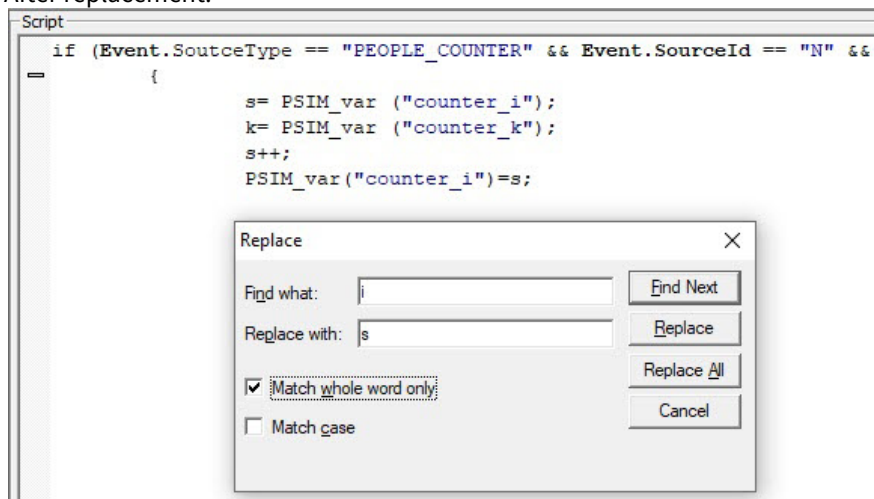 After replacement:
Script
if (Event.SoutceType == "PEOPLE_COUNTER" && Event.SourceId == "N" &&
{
s= PSIM_var ("counter_i");
k= PSIM_var ("counter_k");
s++;
PSIM_var("counter_i")=s;
Replace
Find what: i
Find Next
Replace with: s
Replace
Replace All
Match whole word only
Cancel
Match case